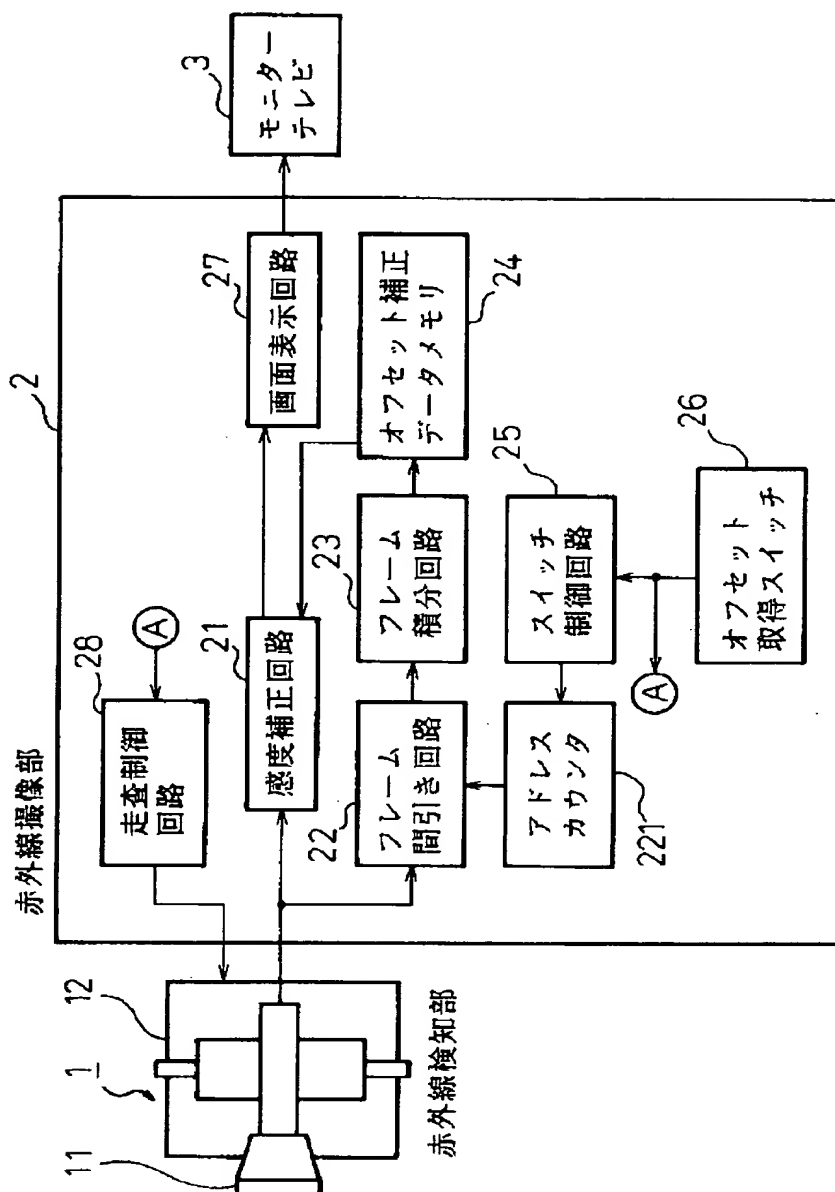 赤外線撮像部
2
モニター
テレビ
3
画面表示回路
27
オフセット補正
データメモリ
24
28
走査制御
回路
A
感度補正回路
21
フレーム
積分回路
23
スイッチ
制御回路
25
オフセット
取得スイッチ
26
A
フレーム
間引き回路
22
アドレス
カウンタ
221
1
12
11
赤外線検知部